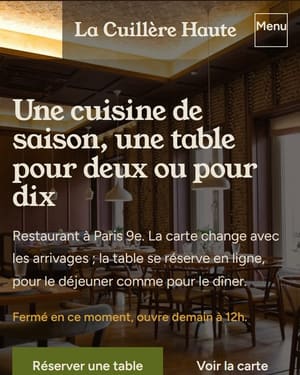 La Cuillère Haute
Menu
Une cuisine de
saison, une table
pour deux ou pour
dix
Restaurant à Paris 9e. La carte change avec
les arrivages ; la table se réserve en ligne,
pour le déjeuner comme pour le dîner.
Fermé en ce moment, ouvre demain à 12h.
Réserver une table
Voir la carte